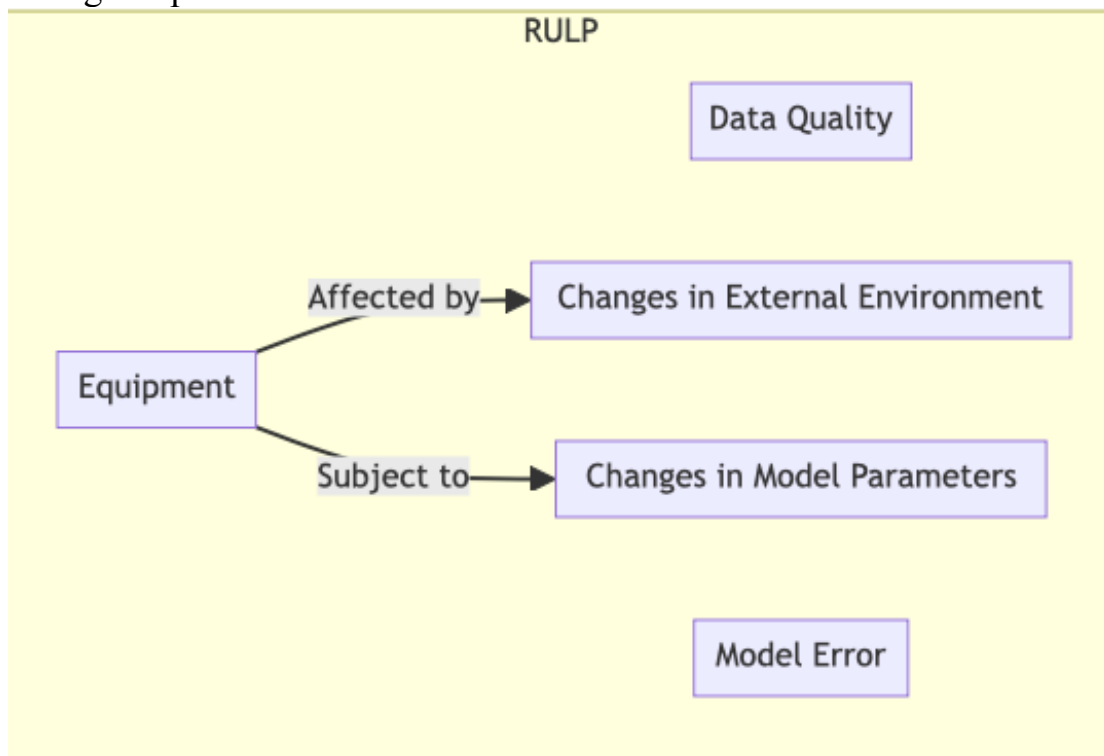 RULP
Data Quality
Affected by
Changes in External Environment
Equipment
Subject to
Changes in Model Parameters
Model Error